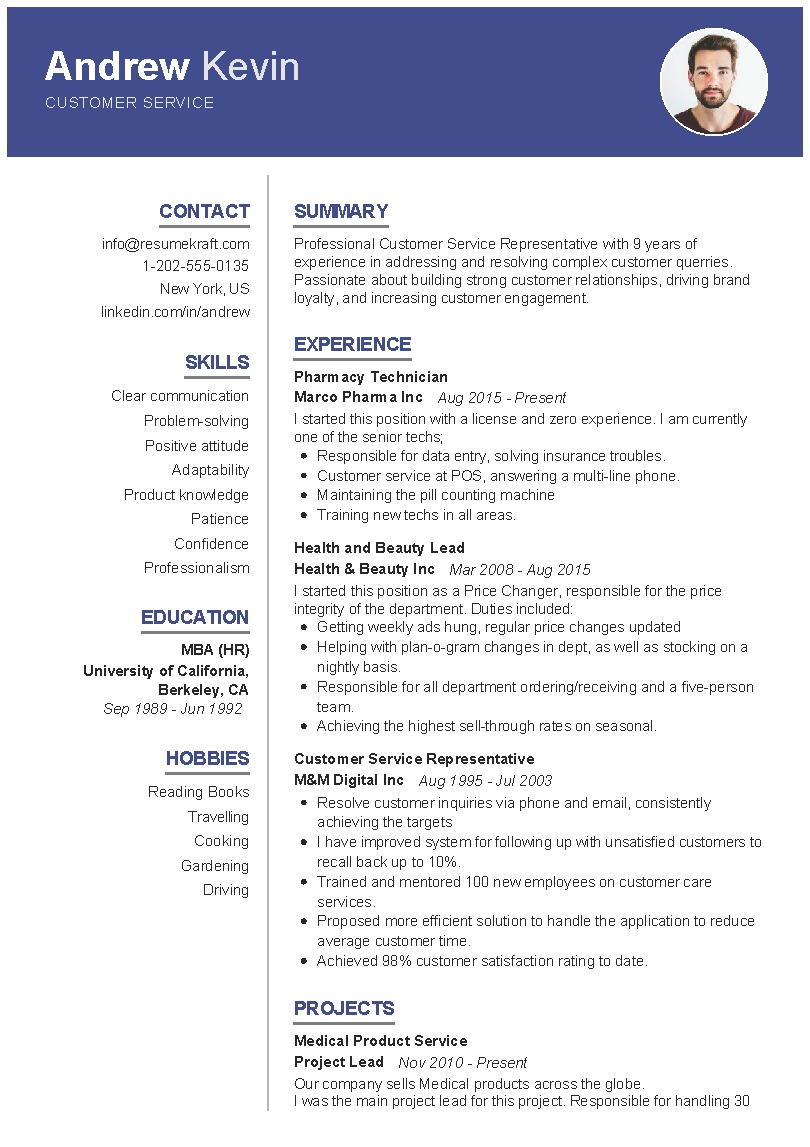 Andrew Kevin
CUSTOMER SERVICE
CONTACT
info@resumekraft.com
1-202-555-0135
New York, US
linkedin.com/in/andrew
SKILLS
Clear communication
Problem-solving
Positive attitude
Adaptability
Product knowledge
Patience
Confidence
Professionalism
EDUCATION
MBA (HR)
University of California,
Berkeley, CA
Sep 1989 - Jun 1992
HOBBIES
Reading Books
Travelling
Cooking
Gardening
Driving
SUMMARY
Professional Customer Service Representative with 9 years of
experience in addressing and resolving complex customer querries.
Passionate about building strong customer relationships, driving brand
loyalty, and increasing customer engagement.
EXPERIENCE
Pharmacy Technician
Marco Pharma Inc Aug 2015 - Present
I started this position with a license and zero experience. I am currently
one of the senior techs;
• Responsible for data entry, solving insurance troubles.
• Customer service at POS, answering a multi-line phone.
• Maintaining the pill counting machine
• Training new techs in all areas.
Health and Beauty Lead
Health & Beauty Inc Mar 2008 - Aug 2015
I started this position as a Price Changer, responsible for the price
integrity of the department. Duties included:
• Getting weekly ads hung, regular price changes updated
• Helping with plan-o-gram changes in dept, as well as stocking on a
nightly basis.
• Responsible for all department ordering/receiving and a five-person
team.
• Achieving the highest sell-through rates on seasonal.
Customer Service Representative
M&M Digital Inc Aug 1995 - Jul 2003
• Resolve customer inquiries via phone and email, consistently
achieving the targets
• I have improved system for following up with unsatisfied customers to
recall back up to 10%.
• Trained and mentored 100 new employees on customer care
services.
• Proposed more efficient solution to handle the application to reduce
average customer time.
• Achieved 98% customer satisfaction rating to date.
PROJECTS
Medical Product Service
Project Lead Nov 2010 - Present
Our company sells Medical products across the globe.
I was the main project lead for this project. Responsible for handling 30